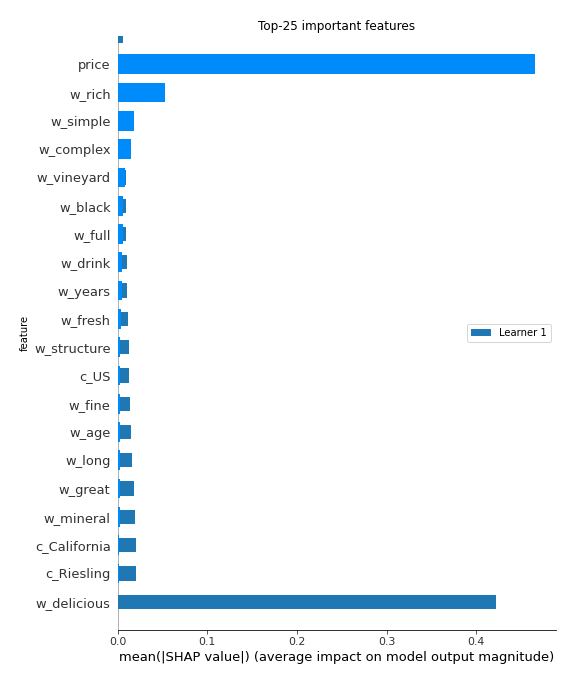 Top-25 important features
price
w_rich
w_simple
w_complex
w_vineyard
w_black
w_full
w_drink
w_years
w_fresh
w_structure
c_US
w_fine
w_age
w_long
w_great
w_mineral
c_California
c_Riesling
w_delicious
feature
Learner 1
0.0 0.1 0.2 0.3 0.4
mean(|SHAP value|) (average impact on model output magnitude)